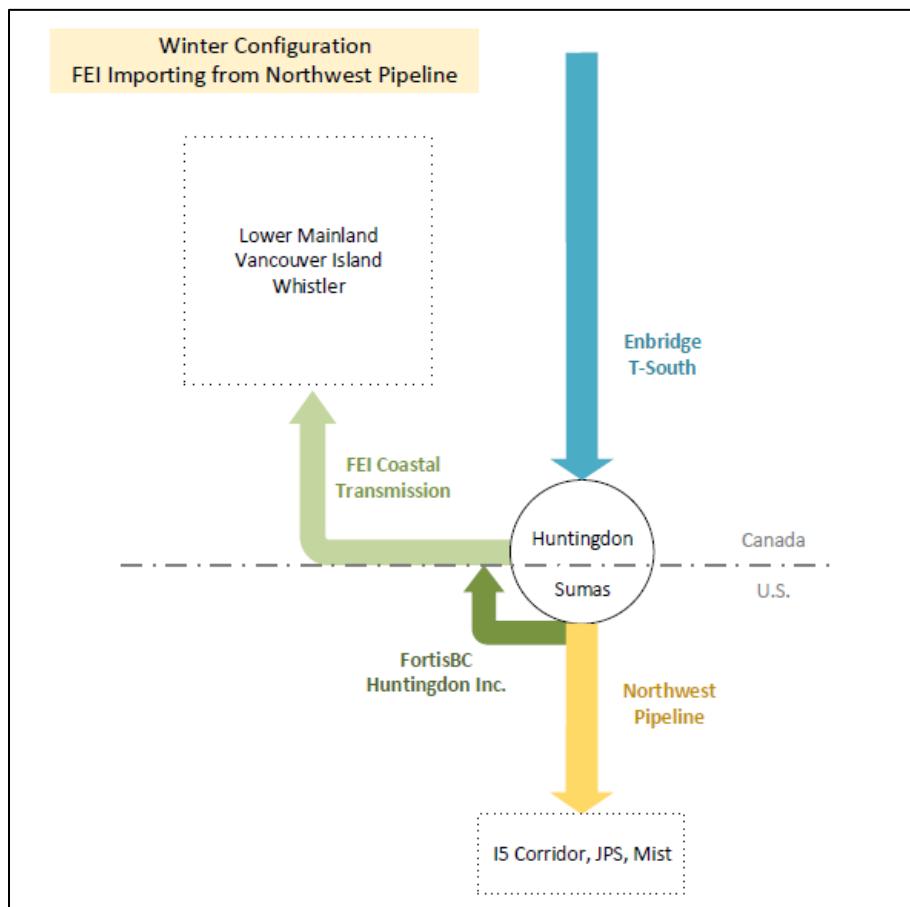 Winter Configuration
FEI Importing from Northwest Pipeline
Lower Mainland
Vancouver Island
Whistler
Enbridge
T-South
FEI Coastal
Transmission
Huntingdon
Canada
Sumas
U.S.
FortisBC
Huntingdon Inc.
Northwest
Pipeline
I5 Corridor, JPS, Mist